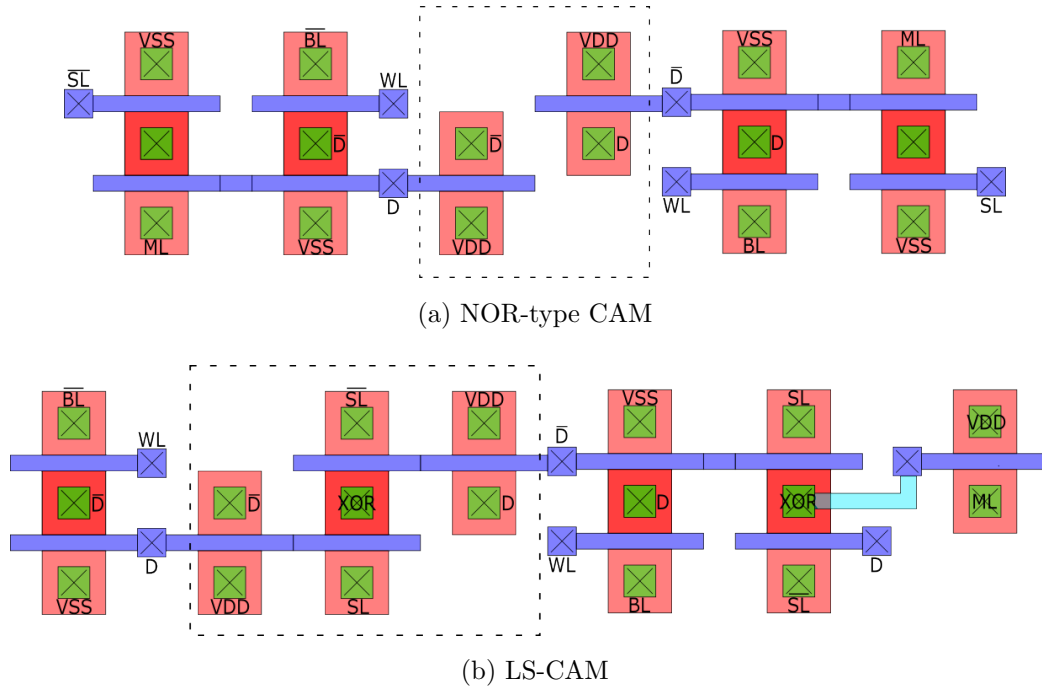 VSS
B̅L̅
VDD
VSS
ML
S̅L̅
WL
D̅
D̅
D̅
D
D
D
WL
SL
ML
VSS
VDD
BL
VSS
(a) NOR-type CAM
B̅L̅
S̅L̅
VDD
VSS
SL
VDD
WL
D̅
D̅
D̅
XOR
D
D
XOR
ML
D
WL
D
VSS
VDD
SL
BL
S̅L̅
(b) LS-CAM